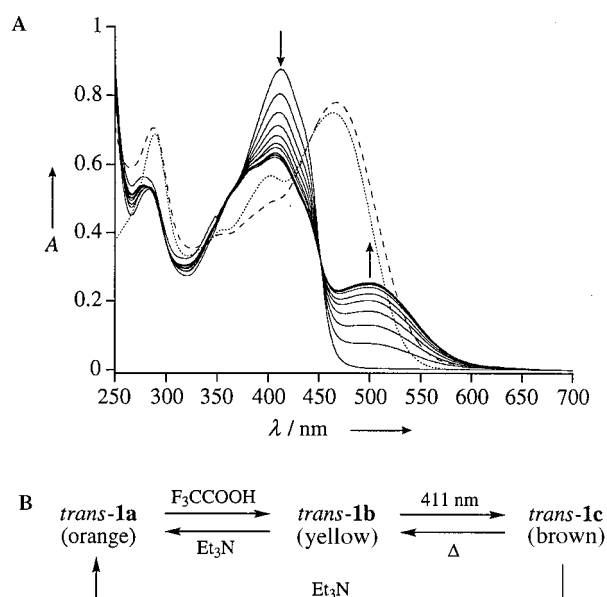 A
1
0.8
0.6
A
0.4
0.2
0
250 300 350 400 450 500 550 600 650 700
λ / nm
B
F₃CCOOH 411 nm
trans-1a trans-1b trans-1c
(orange) Et₃N (yellow) Δ (brown)
Et₃N